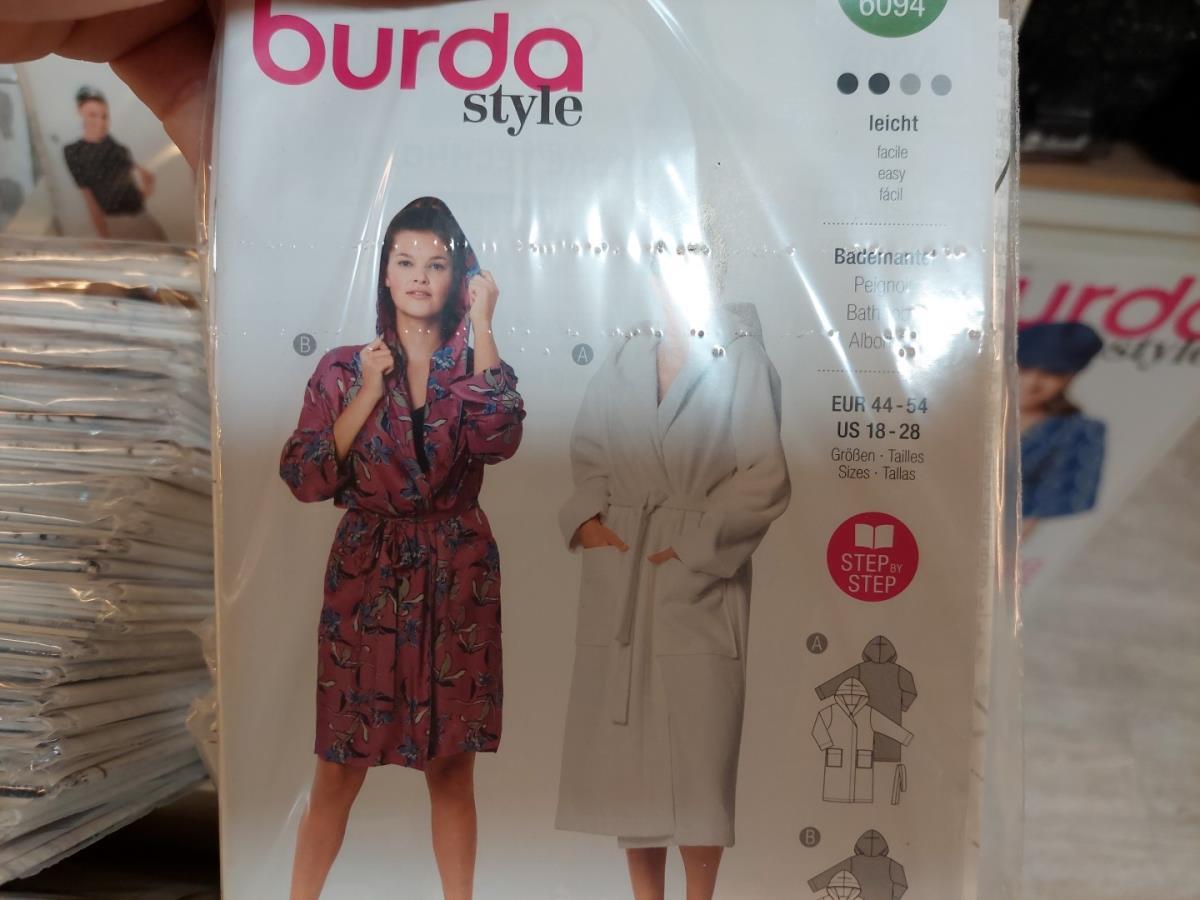 burda
style
6094
leicht
facile
easy
fácil
B
A
EUR 44 - 54
US 18 - 28
Größen · Tailles
Sizes · Tallas
STEP BY
STEP
A
B
urda
style